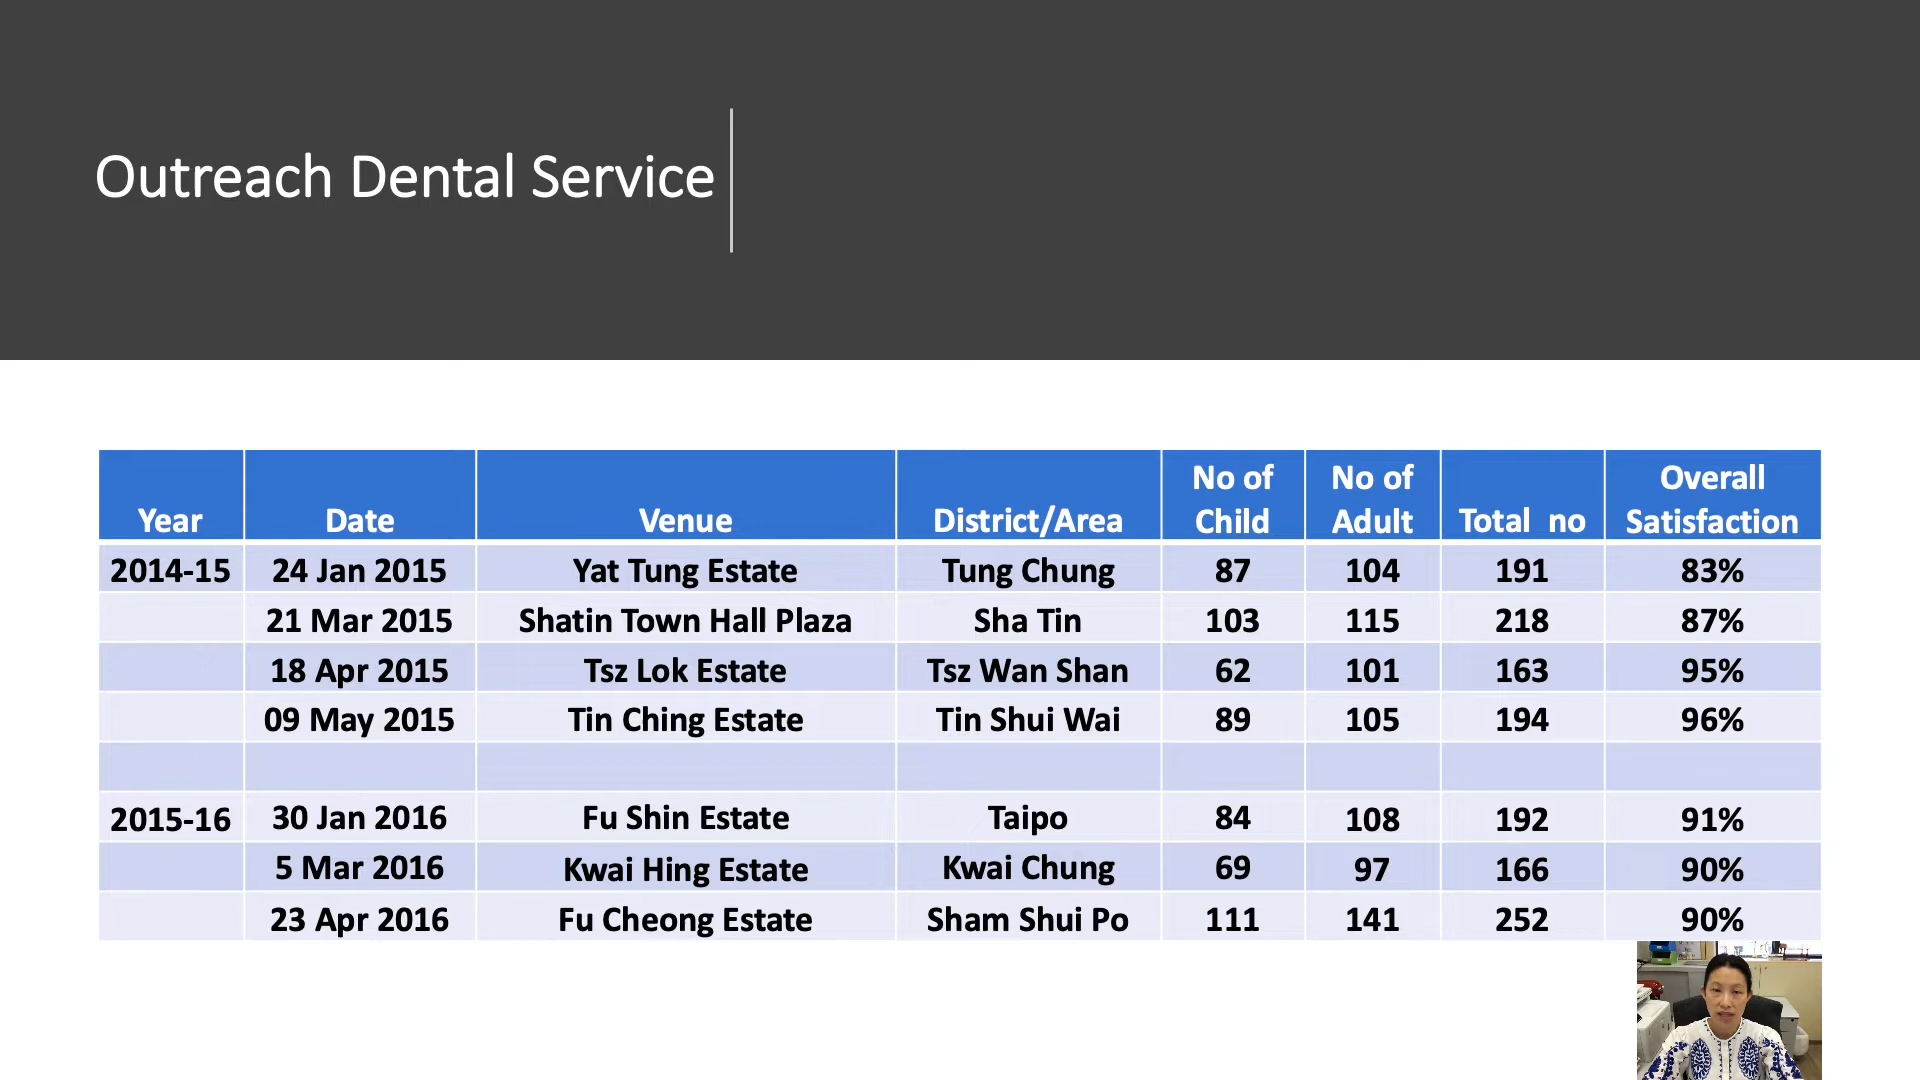 Outreach Dental Service
Year Date Venue District/Area No of Child No of Adult Total no Overall Satisfaction
2014-15 24 Jan 2015 Yat Tung Estate Tung Chung 87 104 191 83%
21 Mar 2015 Shatin Town Hall Plaza Sha Tin 103 115 218 87%
18 Apr 2015 Tsz Lok Estate Tsz Wan Shan 62 101 163 95%
09 May 2015 Tin Ching Estate Tin Shui Wai 89 105 194 96%
2015-16 30 Jan 2016 Fu Shin Estate Taipo 84 108 192 91%
5 Mar 2016 Kwai Hing Estate Kwai Chung 69 97 166 90%
23 Apr 2016 Fu Cheong Estate Sham Shui Po 111 141 252 90%